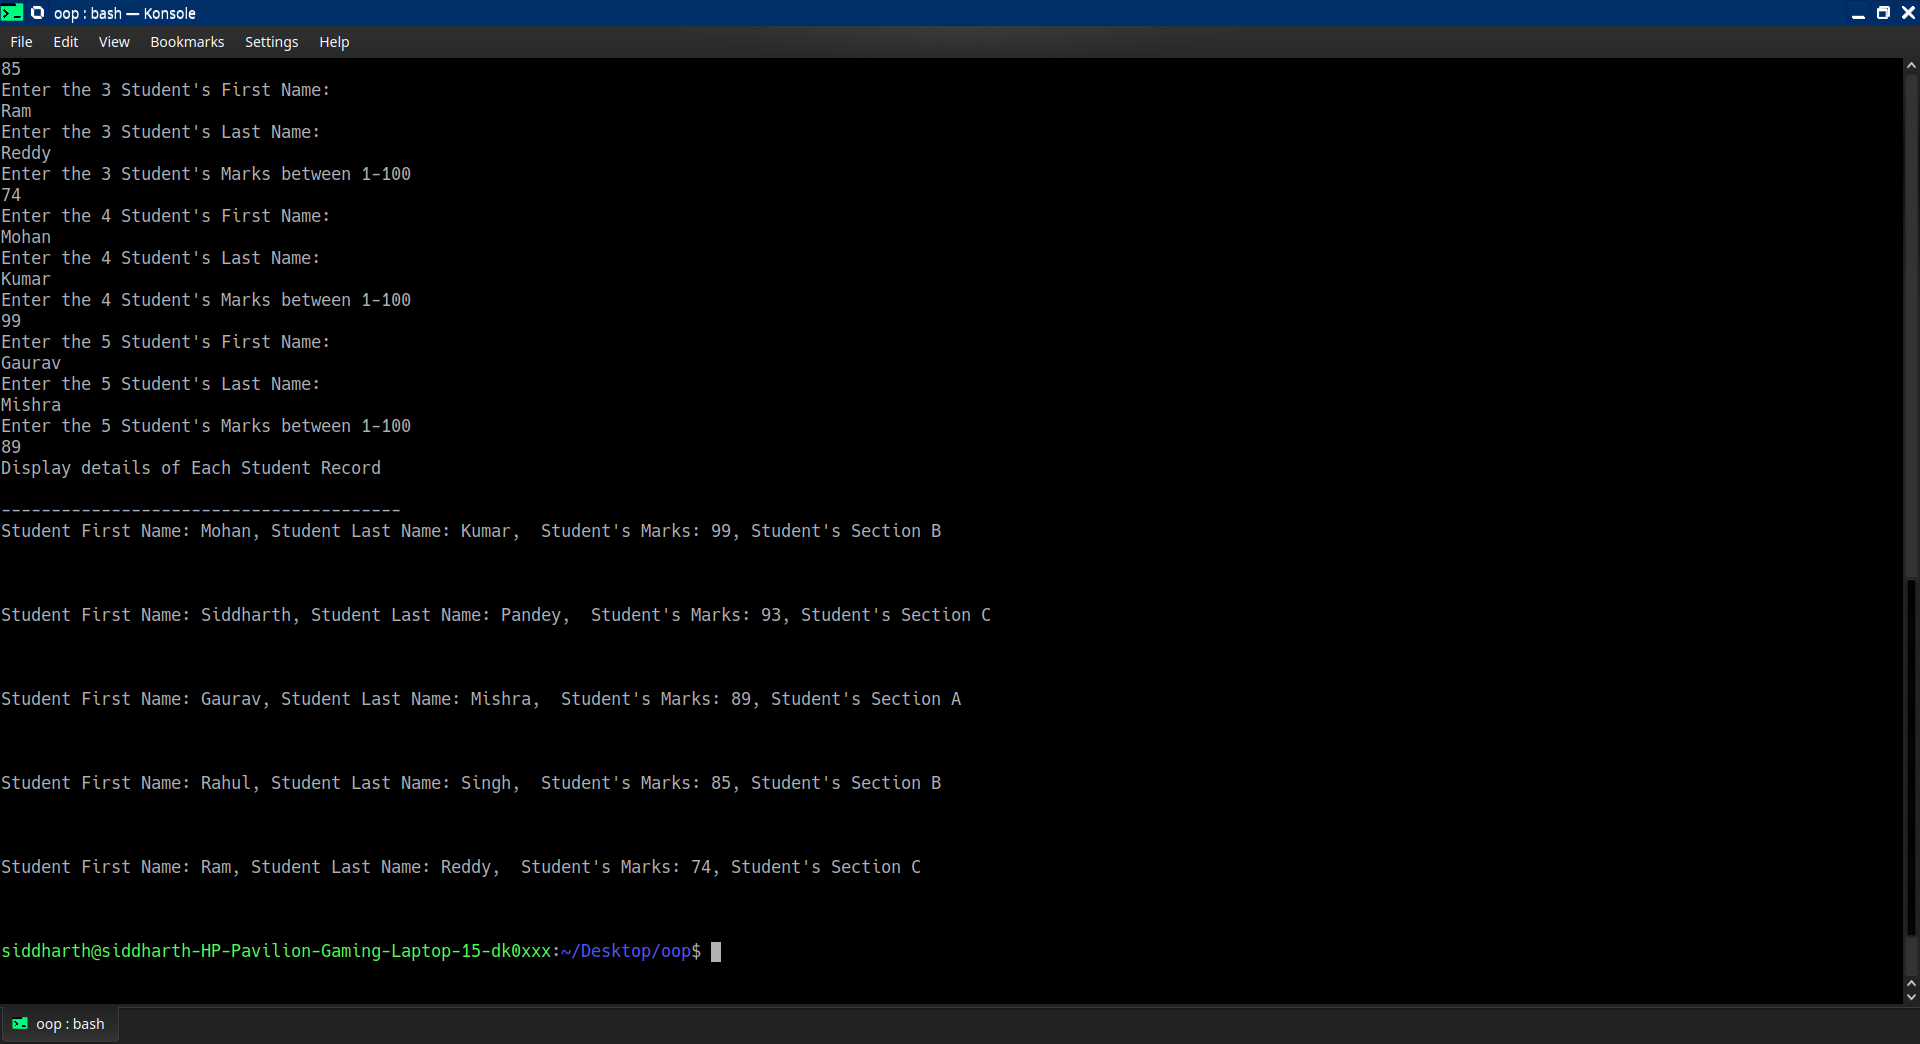 oop : bash — Konsole
File Edit View Bookmarks Settings Help
85
Enter the 3 Student's First Name:
Ram
Enter the 3 Student's Last Name:
Reddy
Enter the 3 Student's Marks between 1-100
74
Enter the 4 Student's First Name:
Mohan
Enter the 4 Student's Last Name:
Kumar
Enter the 4 Student's Marks between 1-100
99
Enter the 5 Student's First Name:
Gaurav
Enter the 5 Student's Last Name:
Mishra
Enter the 5 Student's Marks between 1-100
89
Display details of Each Student Record
----------------------------------------
Student First Name: Mohan, Student Last Name: Kumar,  Student's Marks: 99, Student's Section B
Student First Name: Siddharth, Student Last Name: Pandey,  Student's Marks: 93, Student's Section C
Student First Name: Gaurav, Student Last Name: Mishra,  Student's Marks: 89, Student's Section A
Student First Name: Rahul, Student Last Name: Singh,  Student's Marks: 85, Student's Section B
Student First Name: Ram, Student Last Name: Reddy,  Student's Marks: 74, Student's Section C
siddharth@siddharth-HP-Pavilion-Gaming-Laptop-15-dk0xxx:~/Desktop/oop$
oop : bash